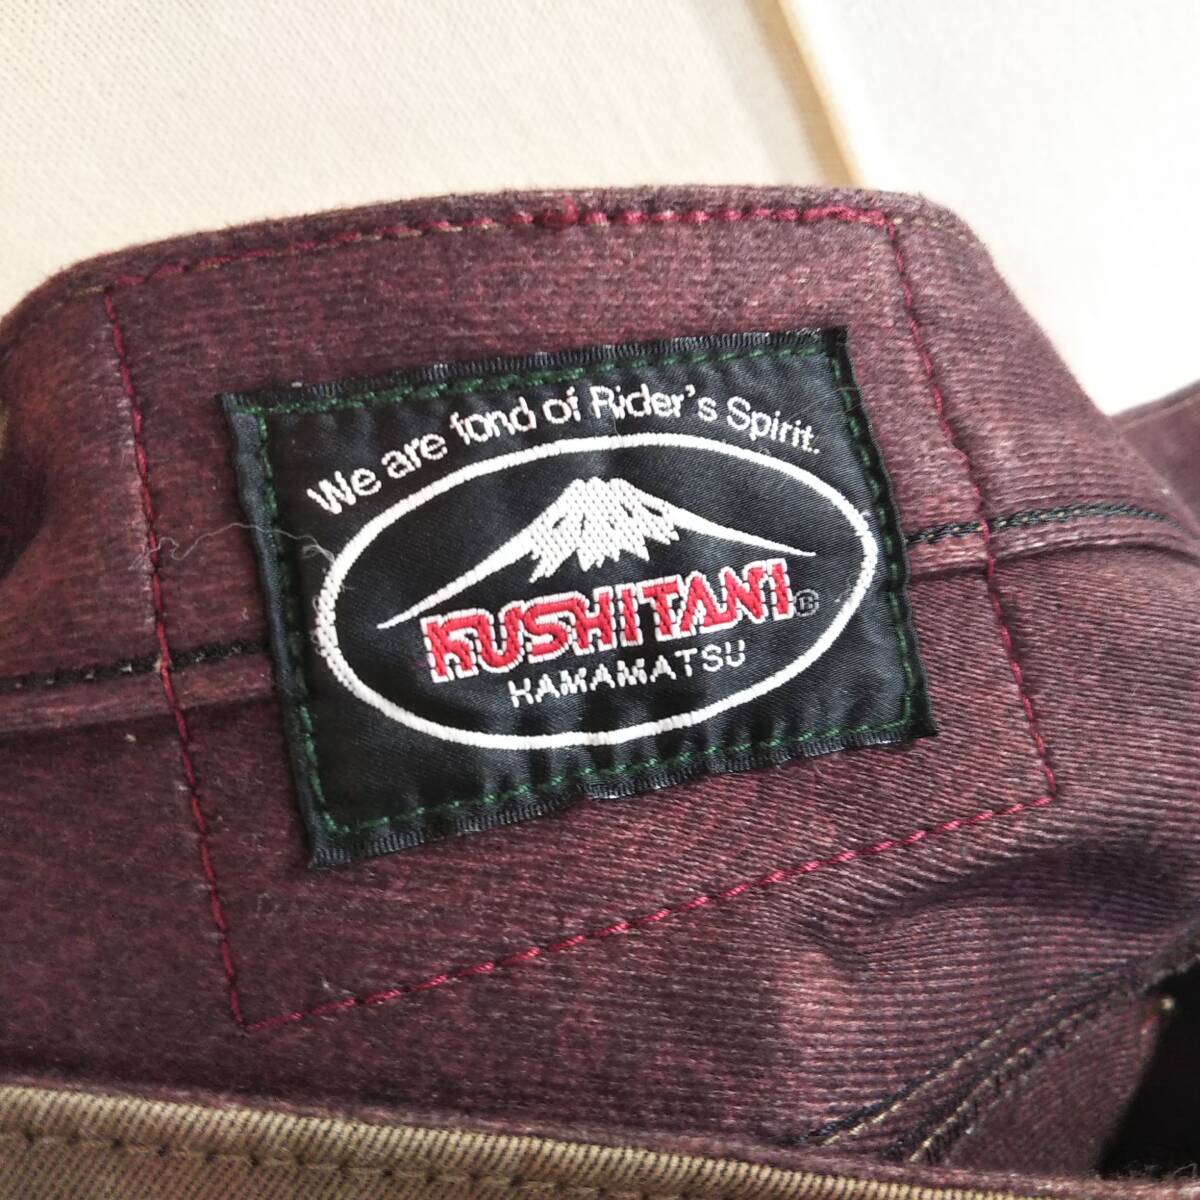 We are fond of Rider's Spirit.
KUSHITANI®
HAMAMATSU